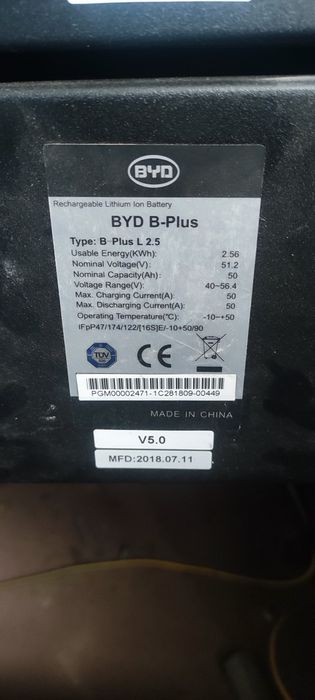 BYD
Rechargeable Lithium Ion Battery
BYD B-Plus
Type: B-Plus L 2.5
Usable Energy(KWh): 2.56
Nominal Voltage(V): 51.2
Nominal Capacity(Ah): 50
Voltage Range(V): 40~56.4
Max. Charging Current(A): 50
Max. Discharging Current(A): 50
Operating Temperature(℃): -10~+50
IFpP47/174/122/[16S]E/-10+50/90
TÜV
CE
PGM00002471-1C281809-00449
MADE IN CHINA
V5.0
MFD:2018.07.11